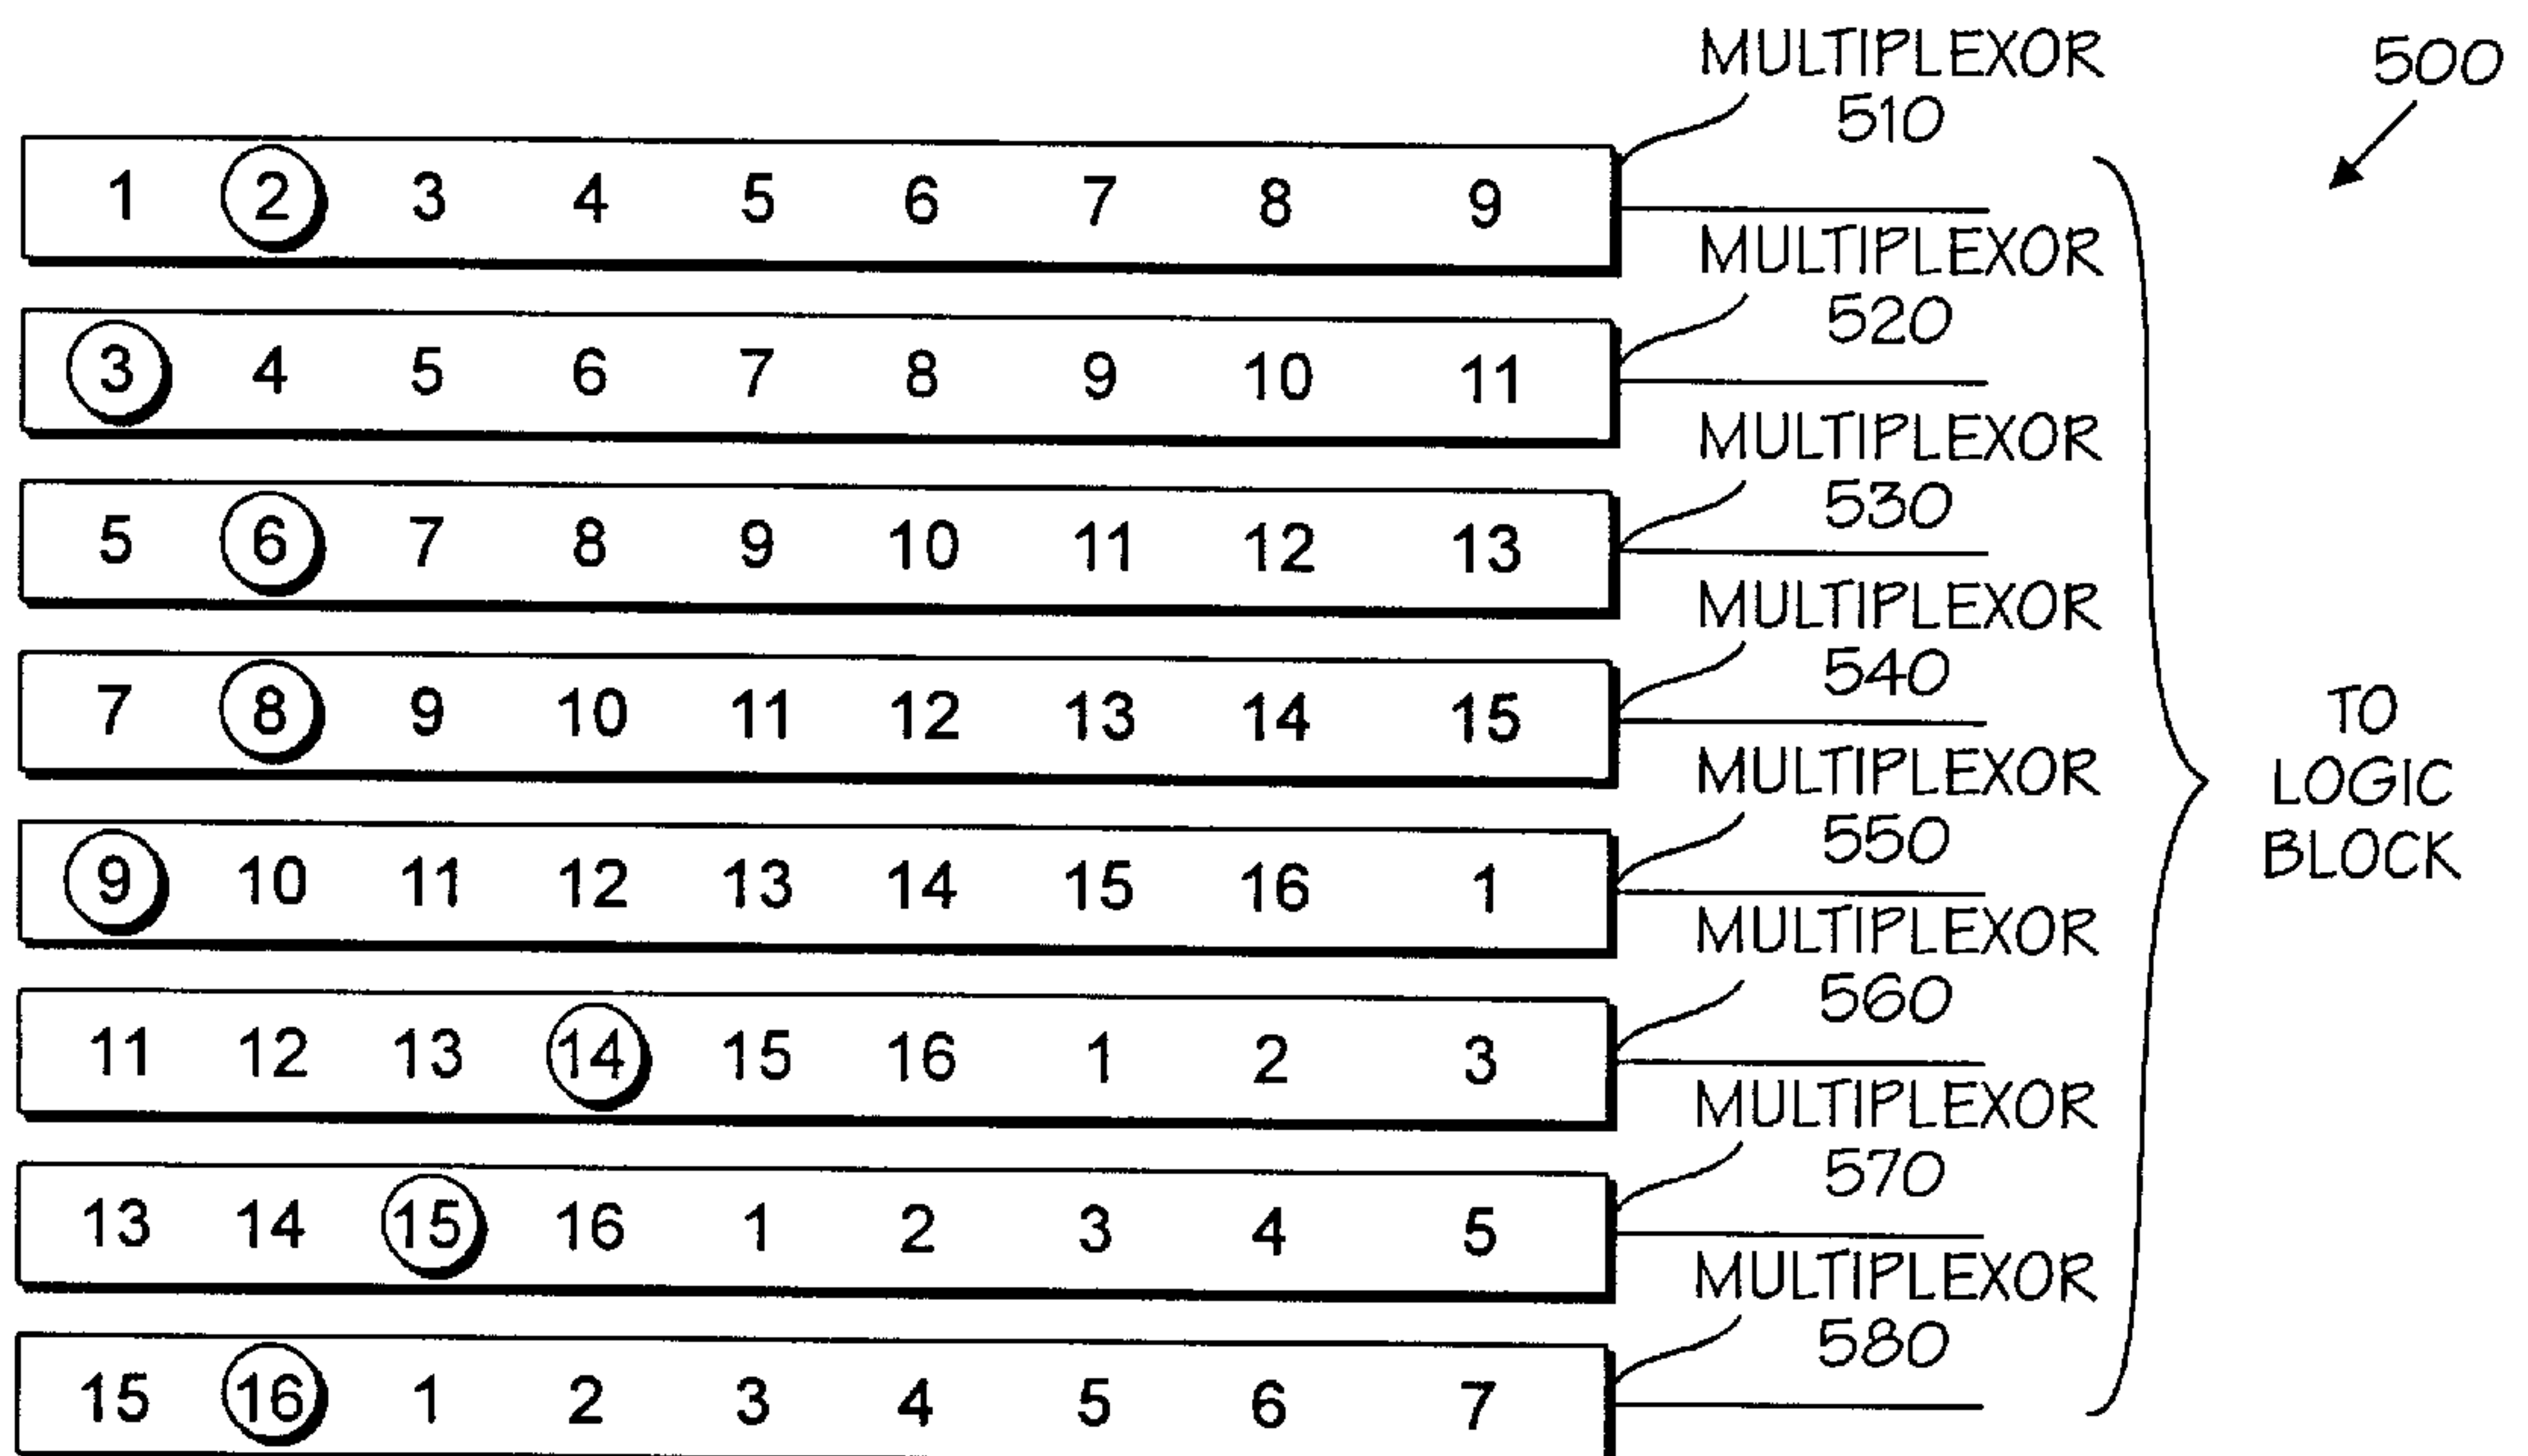 500
MULTIPLEXOR
510
1 2 3 4 5 6 7 8 9
MULTIPLEXOR
520
3 4 5 6 7 8 9 10 11
MULTIPLEXOR
530
5 6 7 8 9 10 11 12 13
MULTIPLEXOR
540
7 8 9 10 11 12 13 14 15
MULTIPLEXOR
550
9 10 11 12 13 14 15 16 1
MULTIPLEXOR
560
11 12 13 14 15 16 1 2 3
MULTIPLEXOR
570
13 14 15 16 1 2 3 4 5
MULTIPLEXOR
580
15 16 1 2 3 4 5 6 7
TO
LOGIC
BLOCK